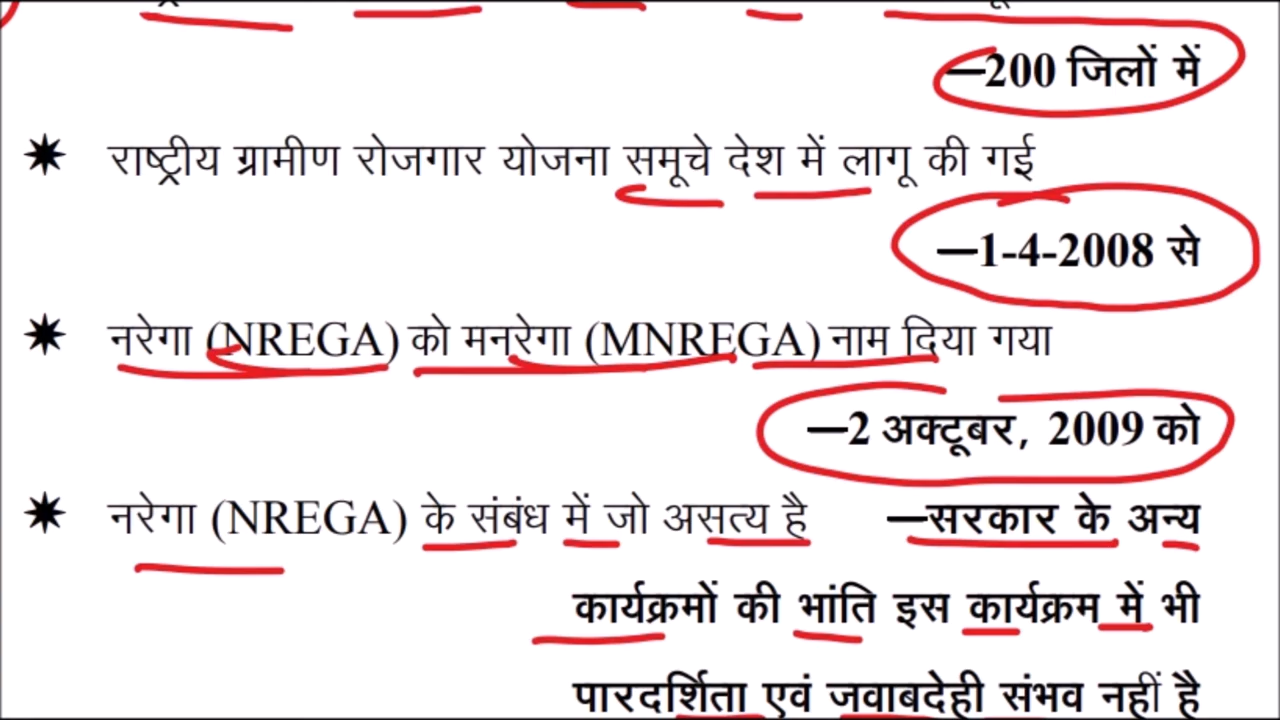 —200 जिलों में
✷ राष्ट्रीय ग्रामीण रोजगार योजना समूचे देश में लागू की गई
—1-4-2008 से
✷ नरेगा (NREGA) को मनरेगा (MNREGA) नाम दिया गया
—2 अक्टूबर, 2009 को
✷ नरेगा (NREGA) के संबंध में जो असत्य है —सरकार के अन्य
कार्यक्रमों की भांति इस कार्यक्रम में भी
पारदर्शिता एवं जवाबदेही संभव नहीं है